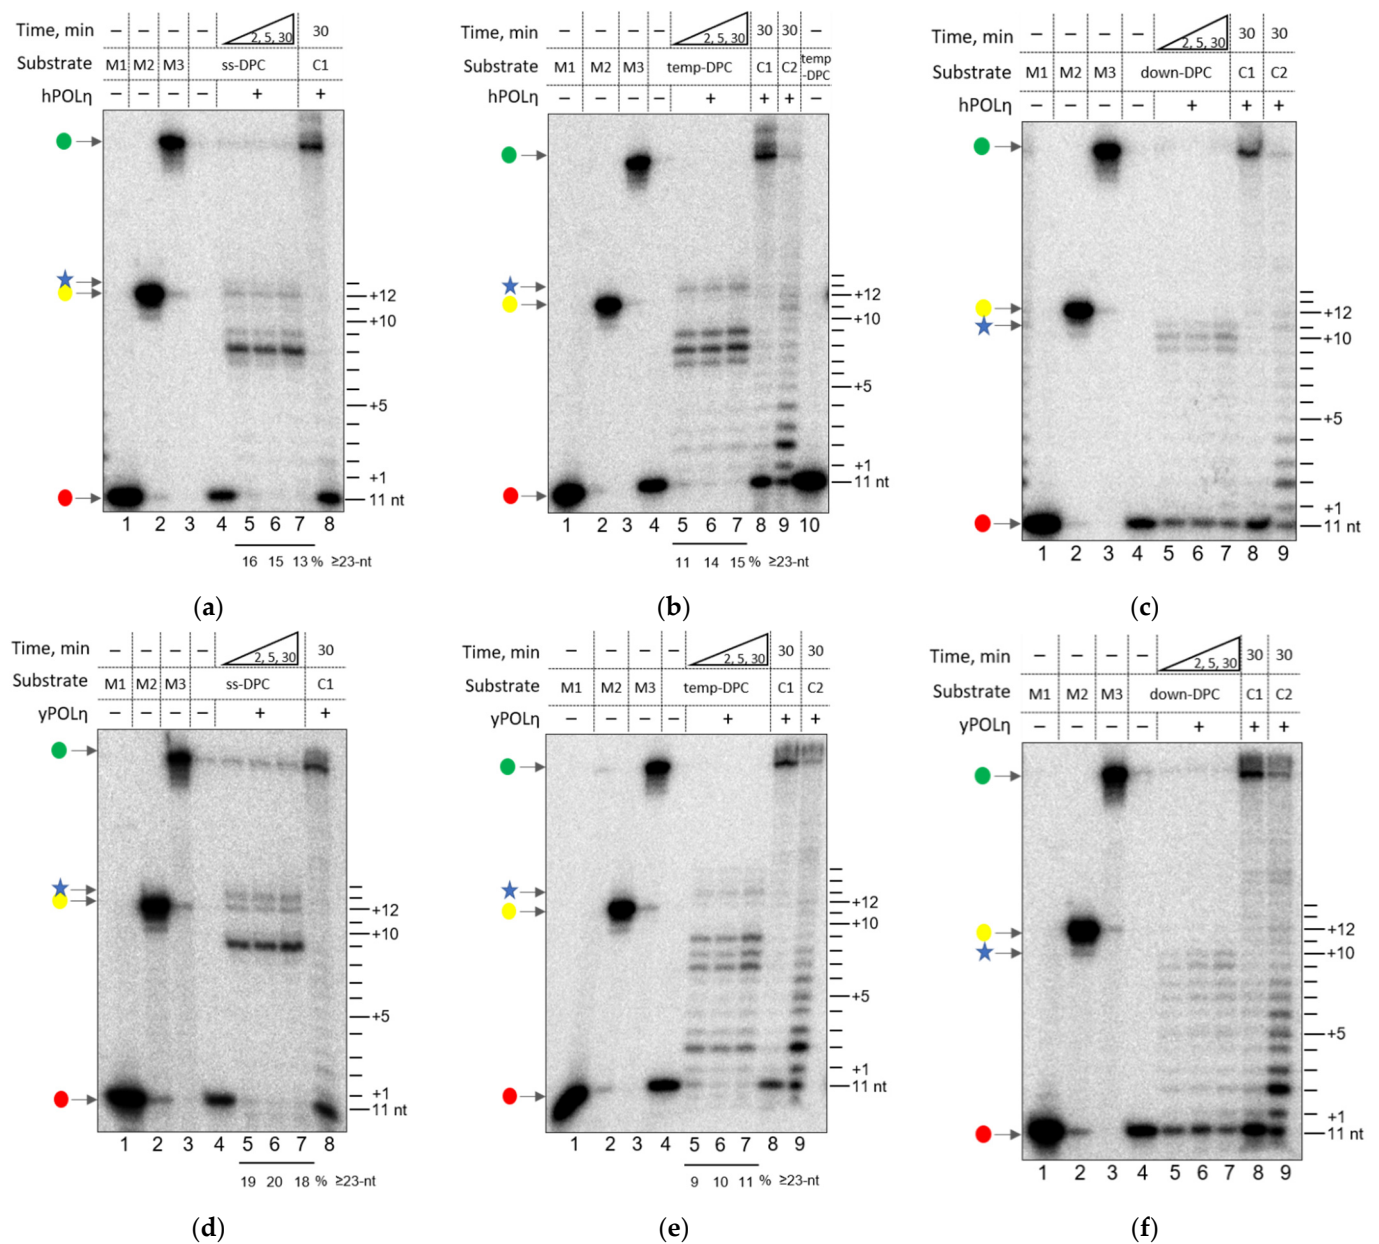 Time, min – – – – 2, 5, 30 30
Substrate M1 M2 M3 – ss-DPC C1
hPOLη – – – – + +
+12
+10
+5
+1
11 nt
1 2 3 4 5 6 7 8
16 15 13 % ≥23-nt
(a)
Time, min – – – – 2, 5, 30 30 30 –
Substrate M1 M2 M3 – temp-DPC C1 C2 temp-DPC
hPOLη – – – – + + + –
+12
+10
+5
+1
11 nt
1 2 3 4 5 6 7 8 9 10
11 14 15 % ≥23-nt
(b)
Time, min – – – – 2, 5, 30 30 30
Substrate M1 M2 M3 – down-DPC C1 C2
hPOLη – – – – + + +
+12
+10
+5
+1
11 nt
1 2 3 4 5 6 7 8 9
(c)
Time, min – – – – 2, 5, 30 30
Substrate M1 M2 M3 – ss-DPC C1
yPOLη – – – – + +
+12
+10
+5
+1
11 nt
1 2 3 4 5 6 7 8
19 20 18 % ≥23-nt
(d)
Time, min – – – – 2, 5, 30 30 30
Substrate M1 M2 M3 – temp-DPC C1 C2
yPOLη – – – – + + +
+12
+10
+5
+1
11 nt
1 2 3 4 5 6 7 8 9
9 10 11 % ≥23-nt
(e)
Time, min – – – – 2, 5, 30 30 30
Substrate M1 M2 M3 – down-DPC C1 C2
yPOLη – – – – + + +
+12
+10
+5
+1
11 nt
1 2 3 4 5 6 7 8 9
(f)